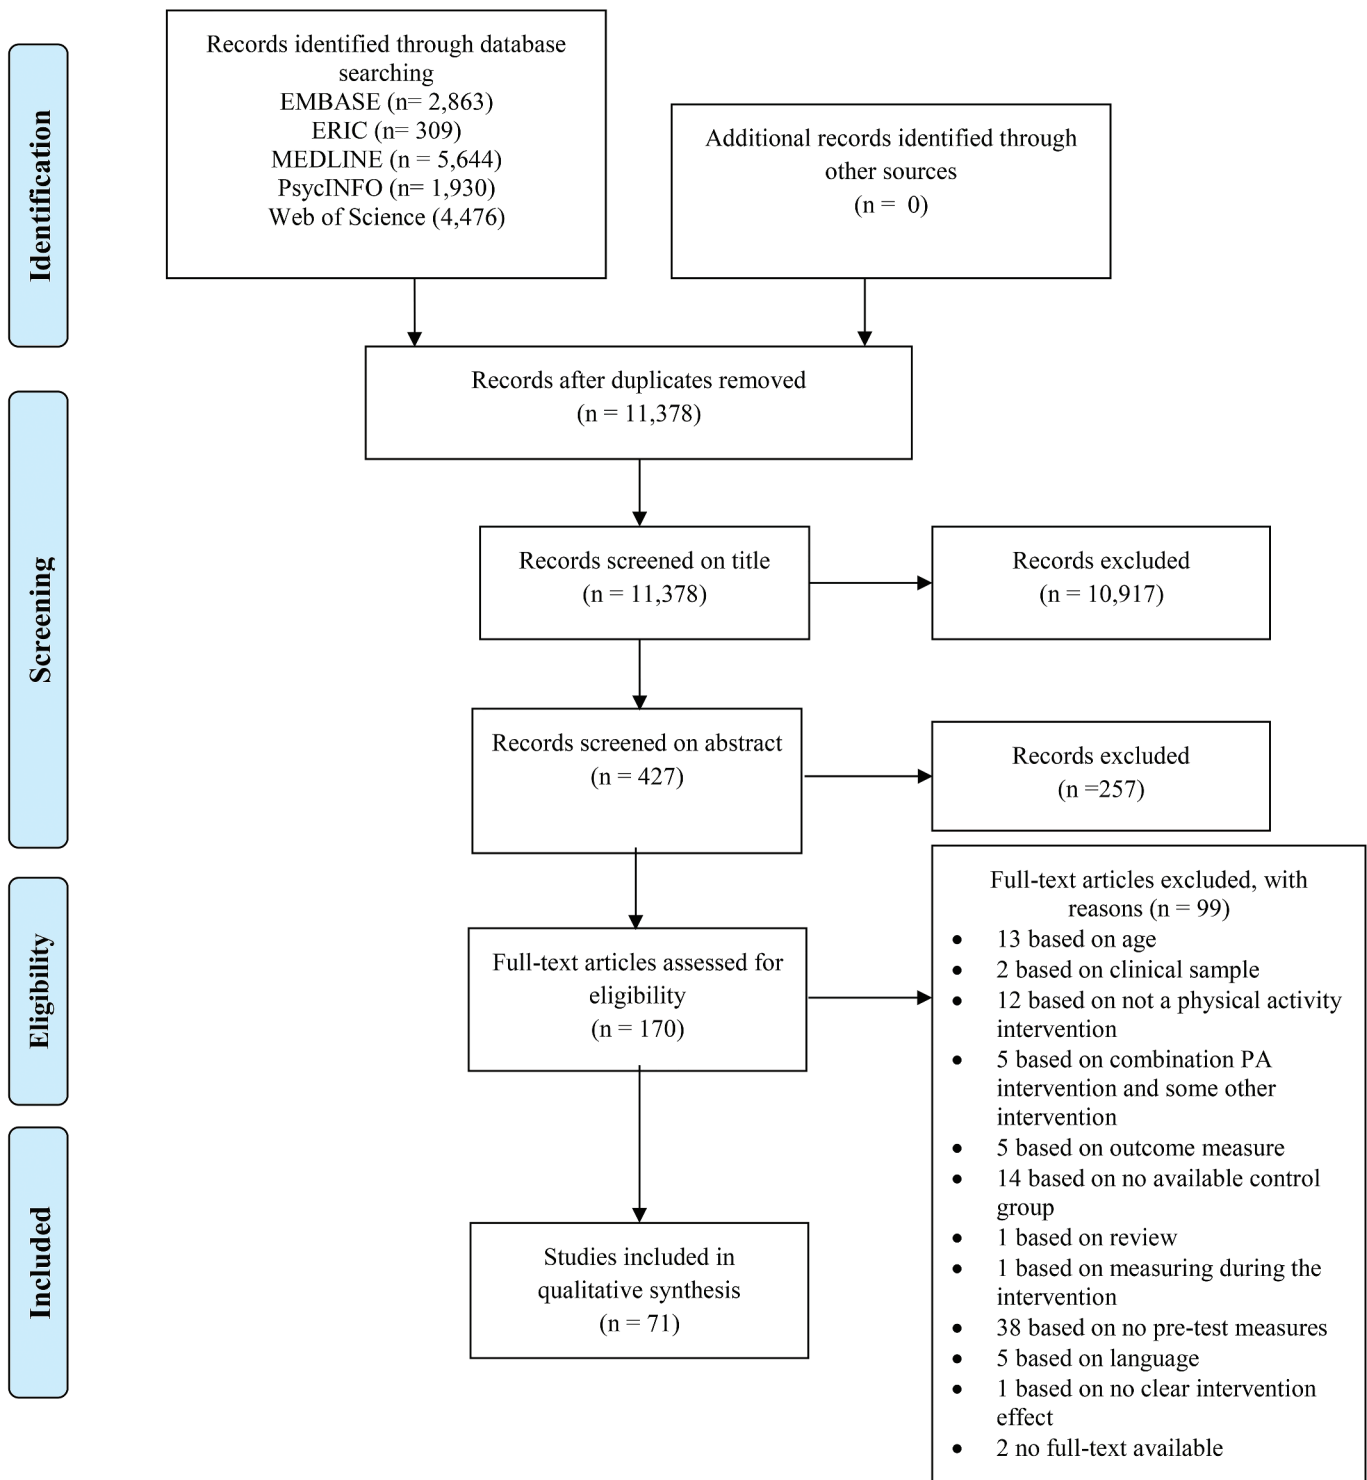 Identification
Records identified through database
searching
EMBASE (n= 2,863)
ERIC (n= 309)
MEDLINE (n = 5,644)
PsycINFO (n= 1,930)
Web of Science (4,476)
Additional records identified through
other sources
(n =  0)
Records after duplicates removed
(n = 11,378)
Screening
Records screened on title
(n = 11,378)
Records excluded
(n = 10,917)
Records screened on abstract
(n = 427)
Records excluded
(n =257)
Eligibility
Full-text articles assessed for
eligibility
(n = 170)
Full-text articles excluded, with
reasons (n = 99)
• 13 based on age
• 2 based on clinical sample
• 12 based on not a physical activity
intervention
• 5 based on combination PA
intervention and some other
intervention
• 5 based on outcome measure
• 14 based on no available control
group
• 1 based on review
• 1 based on measuring during the
intervention
• 38 based on no pre-test measures
• 5 based on language
• 1 based on no clear intervention
effect
• 2 no full-text available
Included
Studies included in
qualitative synthesis
(n = 71)